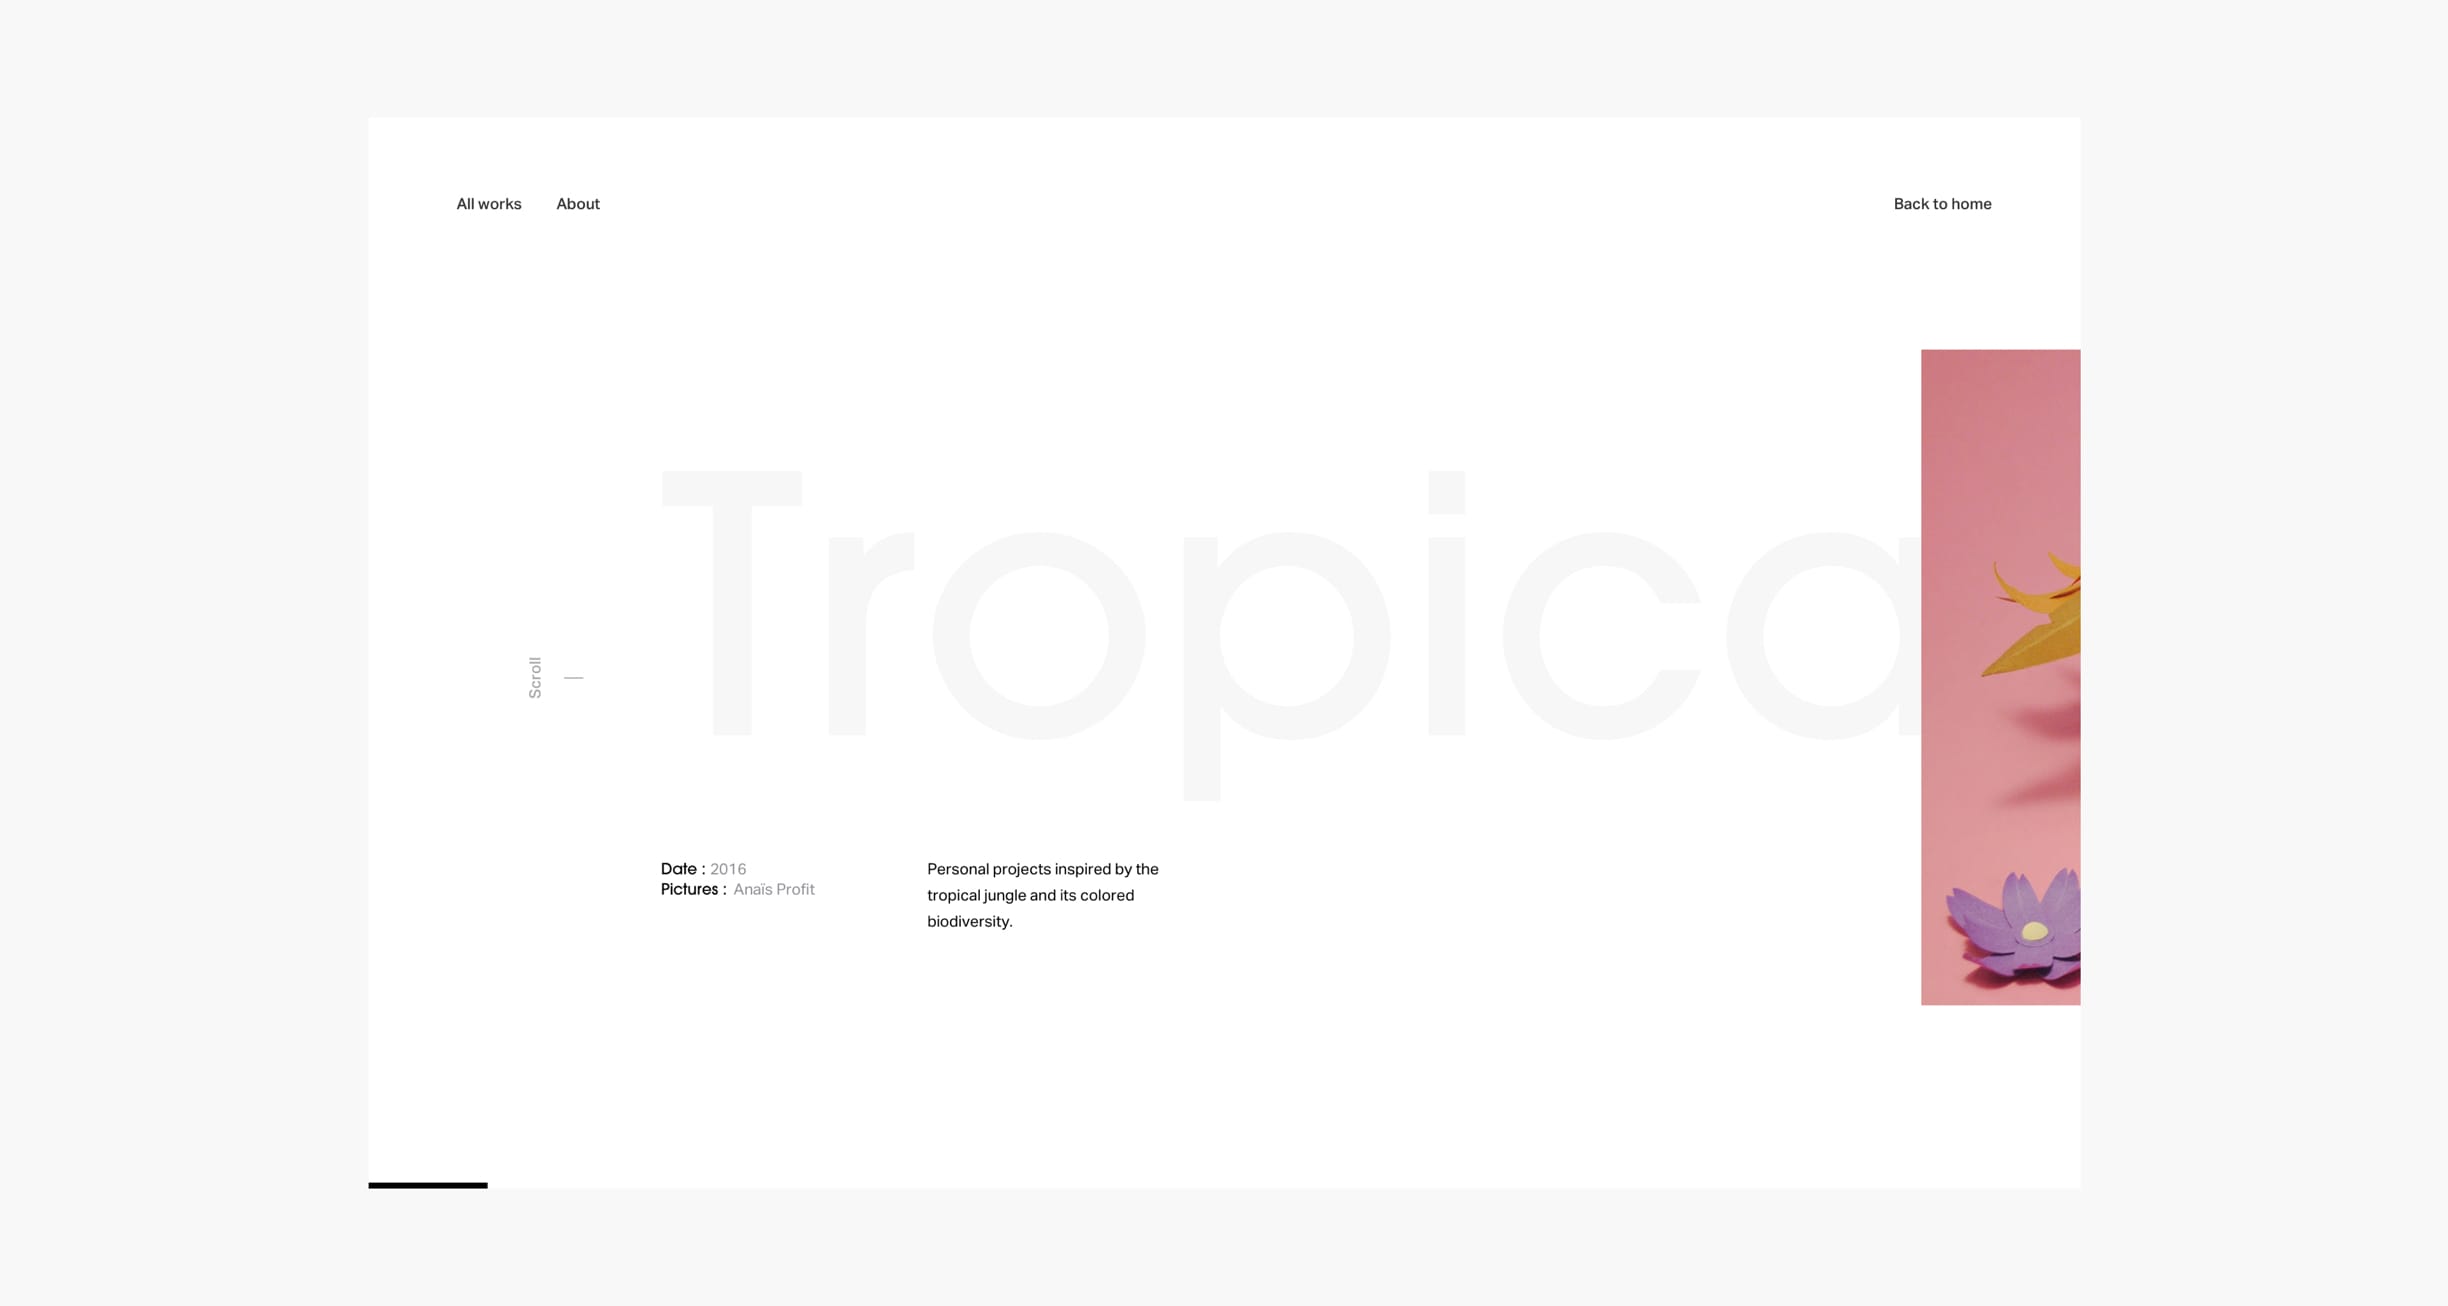 All works
About
Back to home
Tropica
Scroll
Date : 2016
Pictures : Anaïs Profit
Personal projects inspired by the
tropical jungle and its colored
biodiversity.